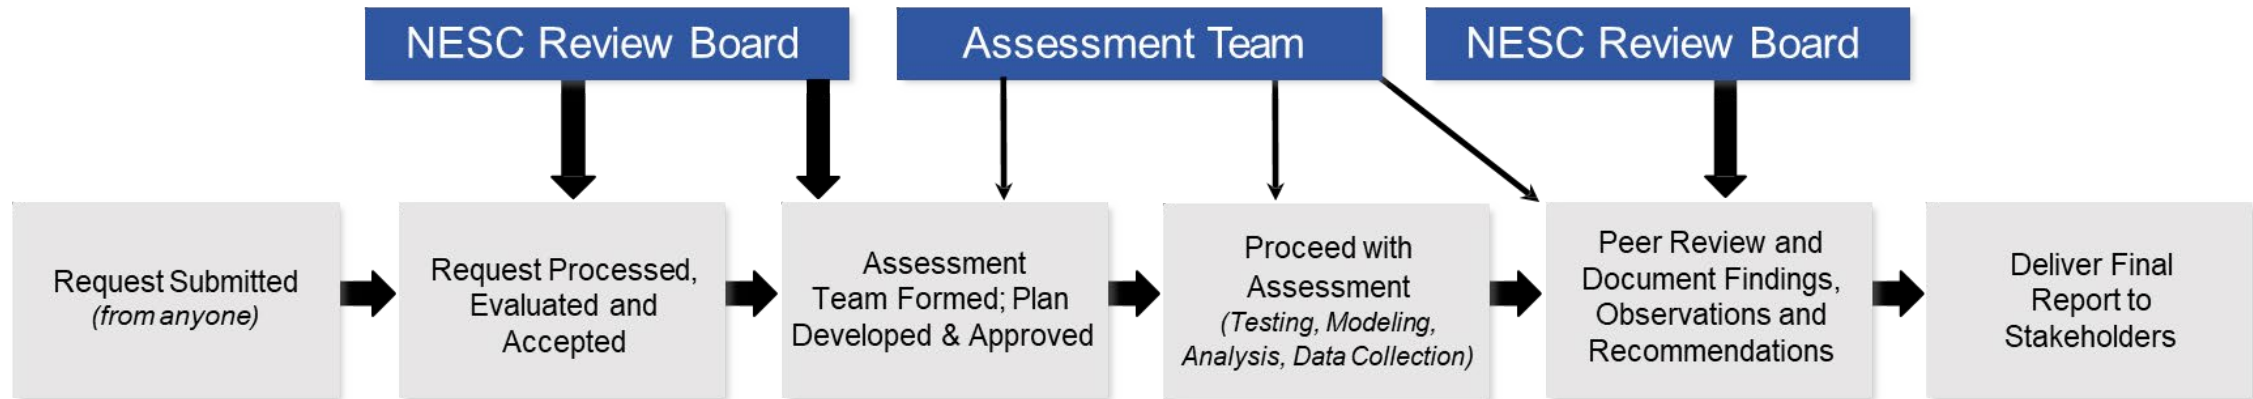 NESC Review Board
Assessment Team
NESC Review Board
Request Submitted
(from anyone)
Request Processed,
Evaluated and
Accepted
Assessment
Team Formed; Plan
Developed & Approved
Proceed with
Assessment
(Testing, Modeling,
Analysis, Data Collection)
Peer Review and
Document Findings,
Observations and
Recommendations
Deliver Final
Report to
Stakeholders